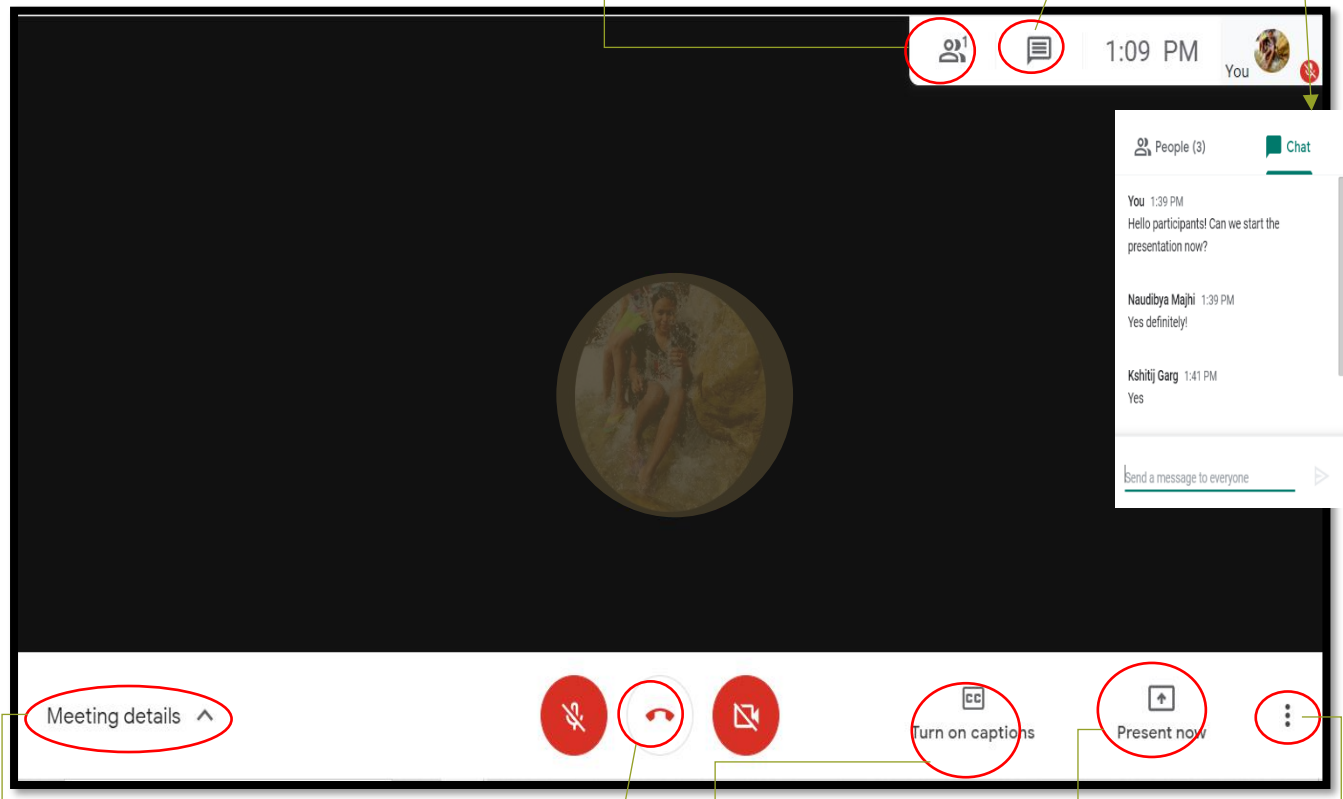 1
1:09 PM
You
People (3)
Chat
You 1:39 PM
Hello participants! Can we start the
presentation now?
Naudibya Majhi 1:39 PM
Yes definitely!
Kshitij Garg 1:41 PM
Yes
Send a message to everyone
Meeting details
CC
Turn on captions
Present now